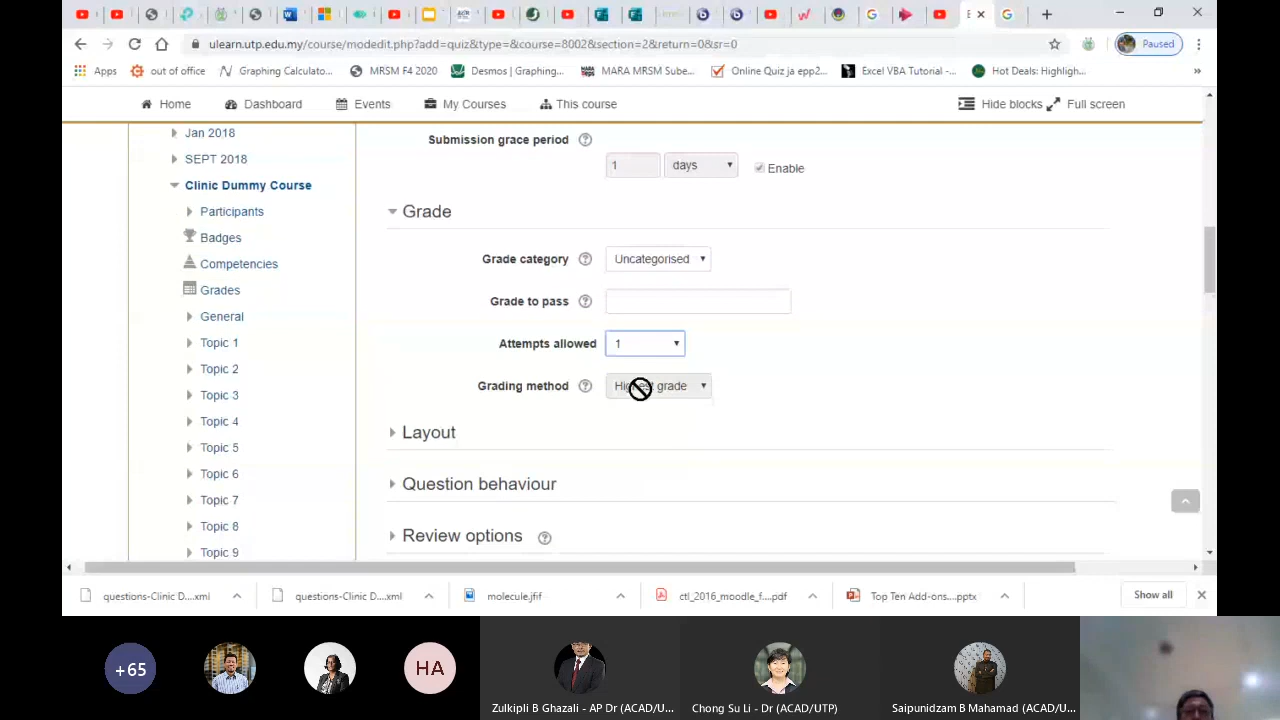 ulearn.utp.edu.my/course/modedit.php?add=quiz&type=&course=8002&section=2&return=0&sr=0
Paused
Apps
out of office
Graphing Calculato...
MRSM F4 2020
Desmos | Graphing...
MARA MRSM Sube...
Online Quiz ja epp2...
Excel VBA Tutorial -...
Hot Deals: Highligh...
»
Home
Dashboard
Events
My Courses
This course
Hide blocks
Full screen
Jan 2018
SEPT 2018
Clinic Dummy Course
Participants
Badges
Competencies
Grades
General
Topic 1
Topic 2
Topic 3
Topic 4
Topic 5
Topic 6
Topic 7
Topic 8
Topic 9
Submission grace period
1 days Enable
Grade
Grade category Uncategorised
Grade to pass
Attempts allowed 1
Grading method Highest grade
Layout
Question behaviour
Review options
questions-Clinic D....xml
questions-Clinic D....xml
molecule.jfif
ctl_2016_moodle_f....pdf
Top Ten Add-ons....pptx
Show all
+65
HA
Zulkipli B Ghazali - AP Dr (ACAD/U...
Chong Su Li - Dr (ACAD/UTP)
Saipunidzam B Mahamad (ACAD/U...